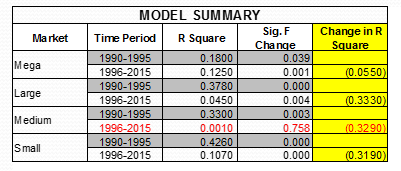 MODEL SUMMARY
Market Time Period R Square Sig. F Change Change in R Square
Mega 1990-1995 0.1800 0.039
1996-2015 0.1250 0.001 (0.0550)
Large 1990-1995 0.3780 0.000
1996-2015 0.0450 0.004 (0.3330)
Medium 1990-1995 0.3300 0.003
1996-2015 0.0010 0.758 (0.3290)
Small 1990-1995 0.4260 0.000
1996-2015 0.1070 0.000 (0.3190)